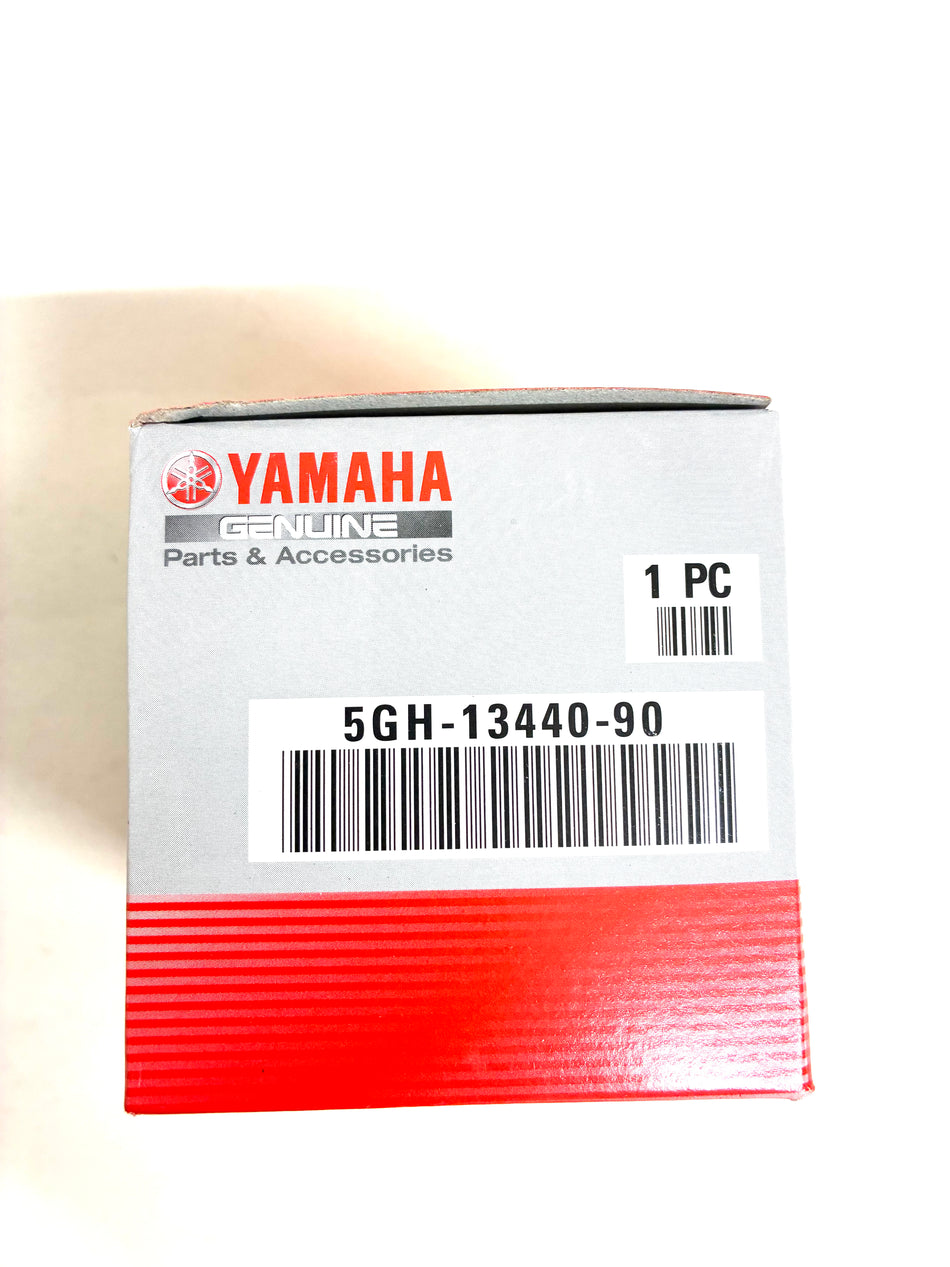 YAMAHA
GENUINE
Parts & Accessories
1 PC
5GH-13440-90